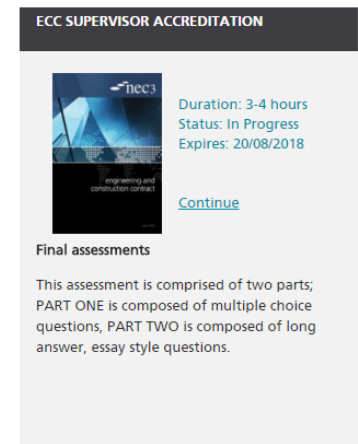 ECC SUPERVISOR ACCREDITATION
nec3
engineering and
construction contract
Duration: 3-4 hours
Status: In Progress
Expires: 20/08/2018
Continue
Final assessments
This assessment is comprised of two parts;
PART ONE is composed of multiple choice
questions, PART TWO is composed of long
answer, essay style questions.